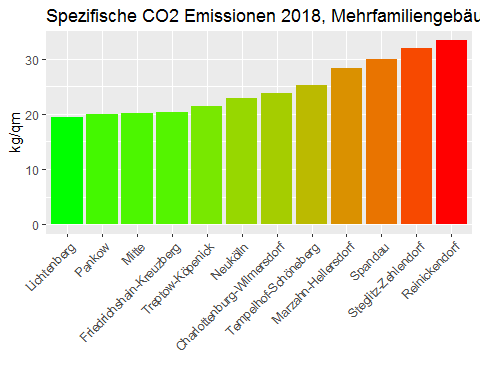 Spezifische CO2 Emissionen 2018, Mehrfamiliengebäu
kg/qm
30
20
10
0
Lichtenberg
Pankow
Mitte
Friedrichshain-Kreuzberg
Treptow-Köpenick
Neuköln
Charlottenburg-Wilmersdorf
Tempelhof-Schöneberg
Marzahn-Hellersdorf
Spandau
Steglitz-Zehlendorf
Reinickendorf